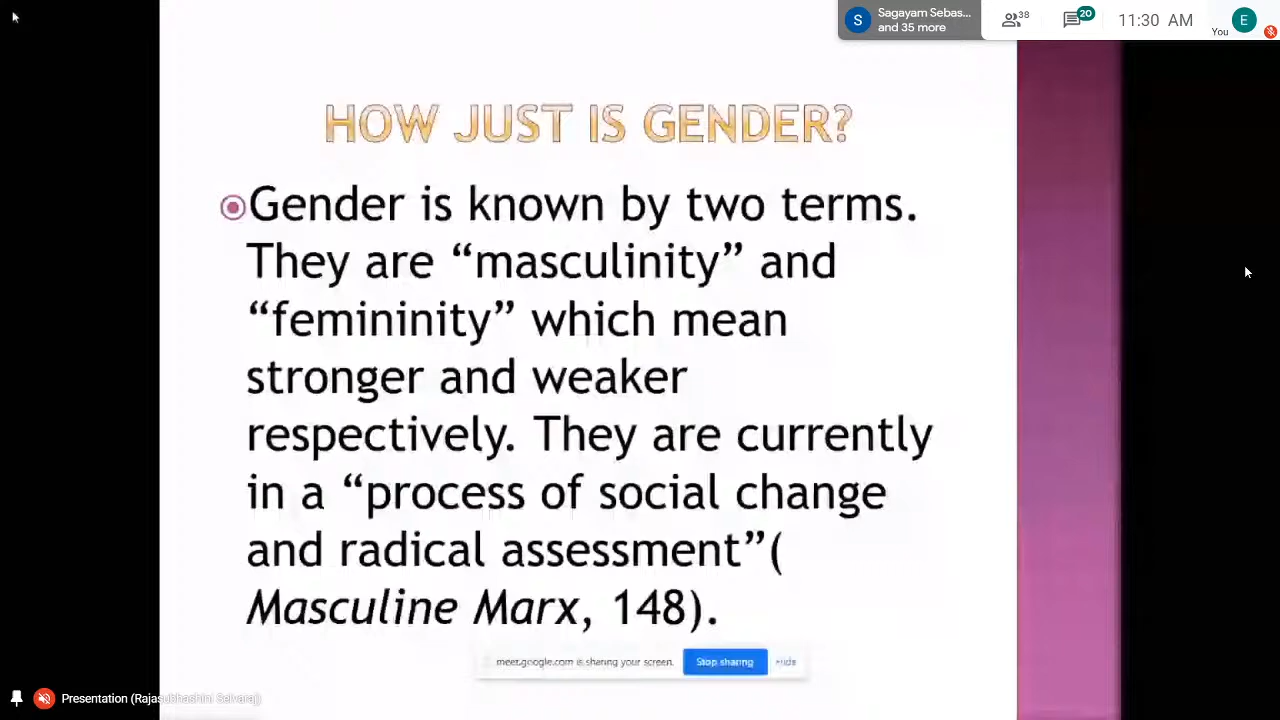 S
Sagayam Sebas...
and 35 more
38
20
11:30 AM
You
E
HOW JUST IS GENDER?
Gender is known by two terms.
They are “masculinity” and
“femininity” which mean
stronger and weaker
respectively. They are currently
in a “process of social change
and radical assessment”(
Masculine Marx, 148).
meet.google.com is sharing your screen.
Stop sharing
Hide
Presentation (Rajasubhashini Selvaraj)